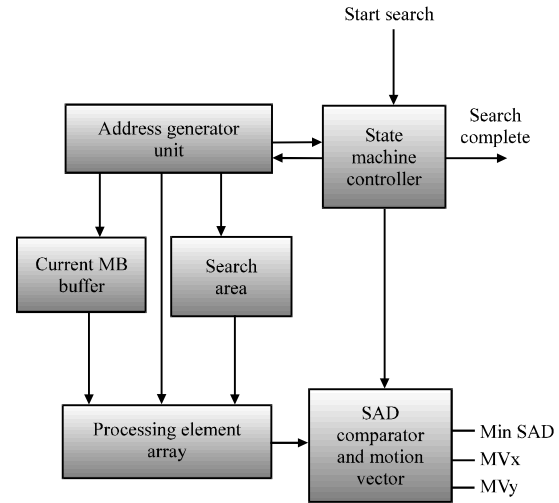 Start search
Address generator
unit
State
machine
controller
Search
complete
Current MB
buffer
Search
area
Processing element
array
SAD
comparator
and motion
vector
Min SAD
MVx
MVy